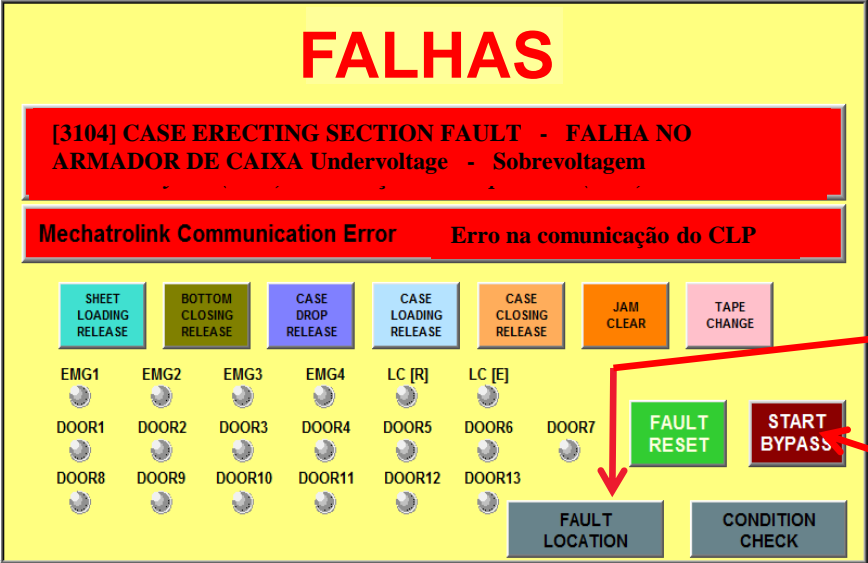 FALHAS
[3104] CASE ERECTING SECTION FAULT - FALHA NO
ARMADOR DE CAIXA Undervoltage - Sobrevoltagem
Mechatrolink Communication Error Erro na comunicação do CLP
SHEET LOADING RELEASE
BOTTOM CLOSING RELEASE
CASE DROP RELEASE
CASE LOADING RELEASE
CASE CLOSING RELEASE
JAM CLEAR
TAPE CHANGE
EMG1 EMG2 EMG3 EMG4 LC [R] LC [E]
DOOR1 DOOR2 DOOR3 DOOR4 DOOR5 DOOR6 DOOR7
FAULT RESET
START BYPASS
DOOR8 DOOR9 DOOR10 DOOR11 DOOR12 DOOR13
FAULT LOCATION
CONDITION CHECK